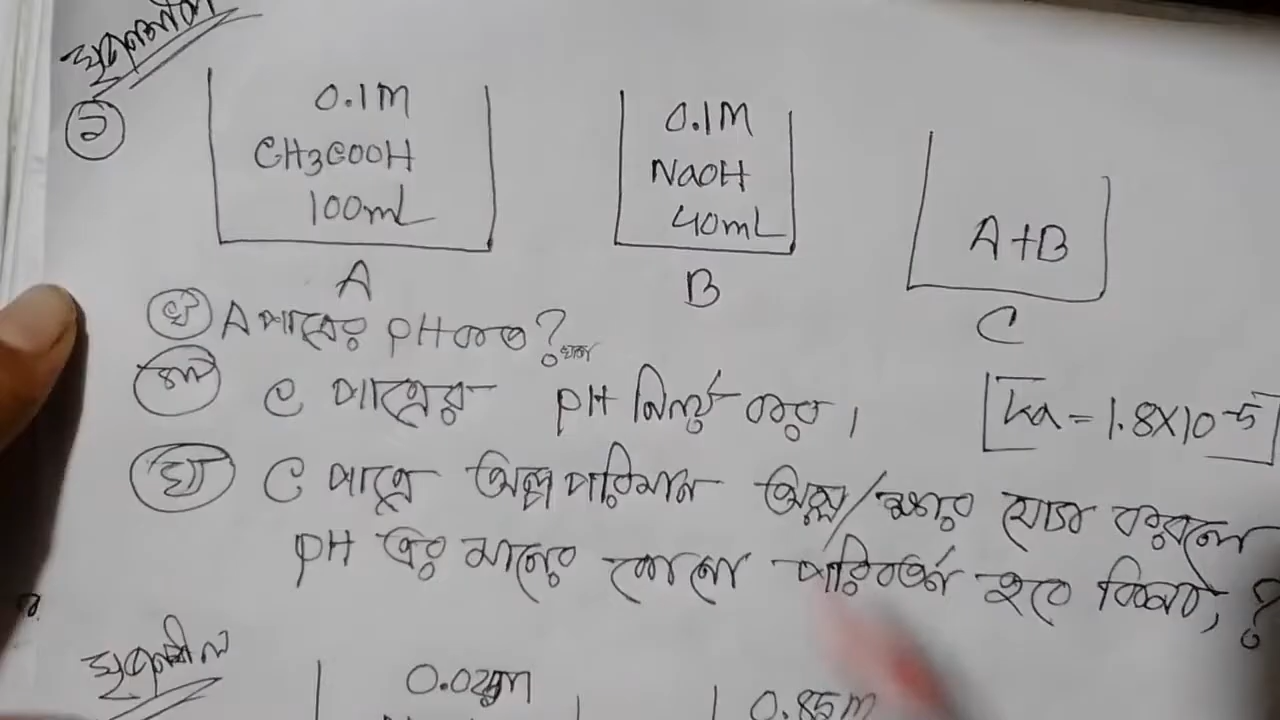 সৃজনশীল
১
0.1M
CH3COOH
100mL
A
0.1M
NaOH
40mL
B
A+B
C
খ A পাত্রের pH কত?
গ C পাত্রের pH নির্ণয় কর।
Ka = 1.8×10-5
ঘ C পাত্রে অল্প পরিমান অম্ল/ক্ষার যোগ করলে
pH এর মানের কোনো পরিবর্তন হবে কিনা,?
সৃজনশীল
0.85m